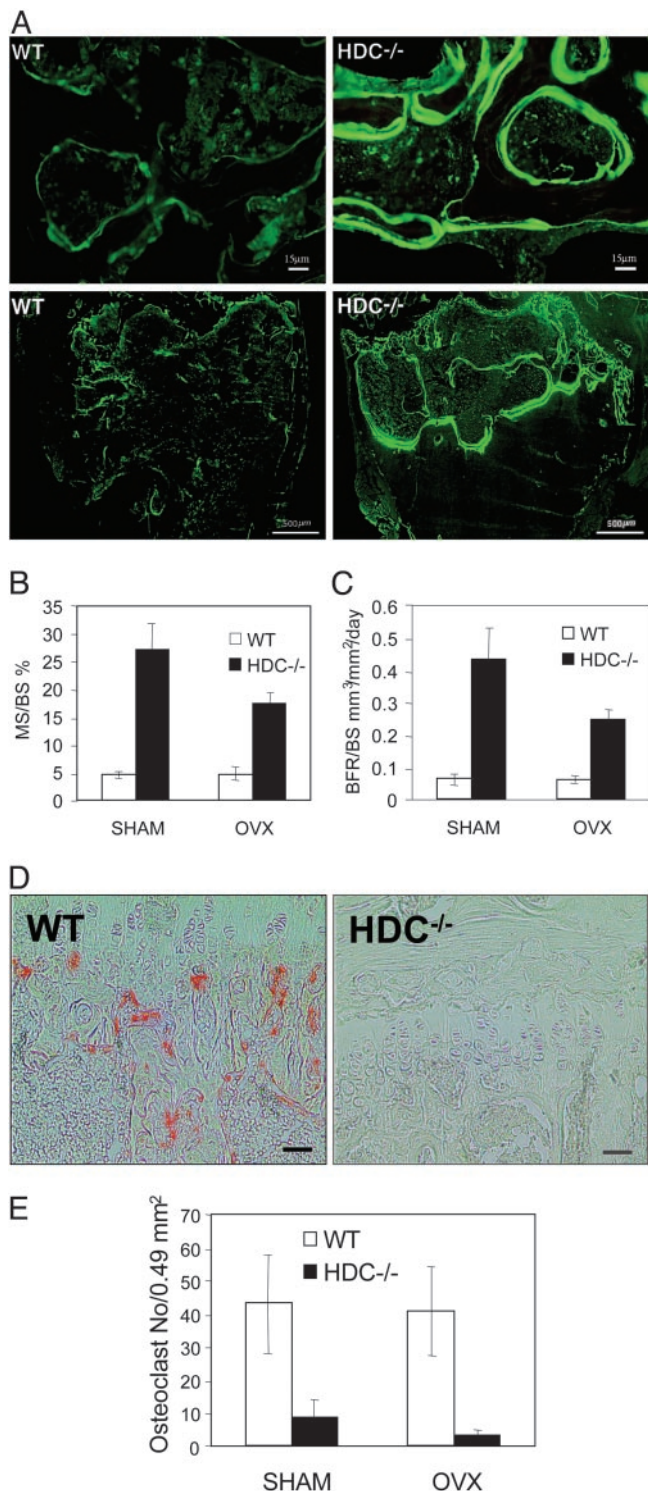 A
WT
HDC-/-
15µm
15µm
WT
HDC-/-
500µm
500µm
B
MS/BS %
35
30
25
20
15
10
5
0
WT
HDC-/-
SHAM
OVX
C
BFR/BS mm³/mm²/day
0.6
0.5
0.4
0.3
0.2
0.1
0
WT
HDC-/-
SHAM
OVX
D
WT
HDC-/-
E
Osteoclast No/0.49 mm²
70
60
50
40
30
20
10
0
WT
HDC-/-
SHAM
OVX